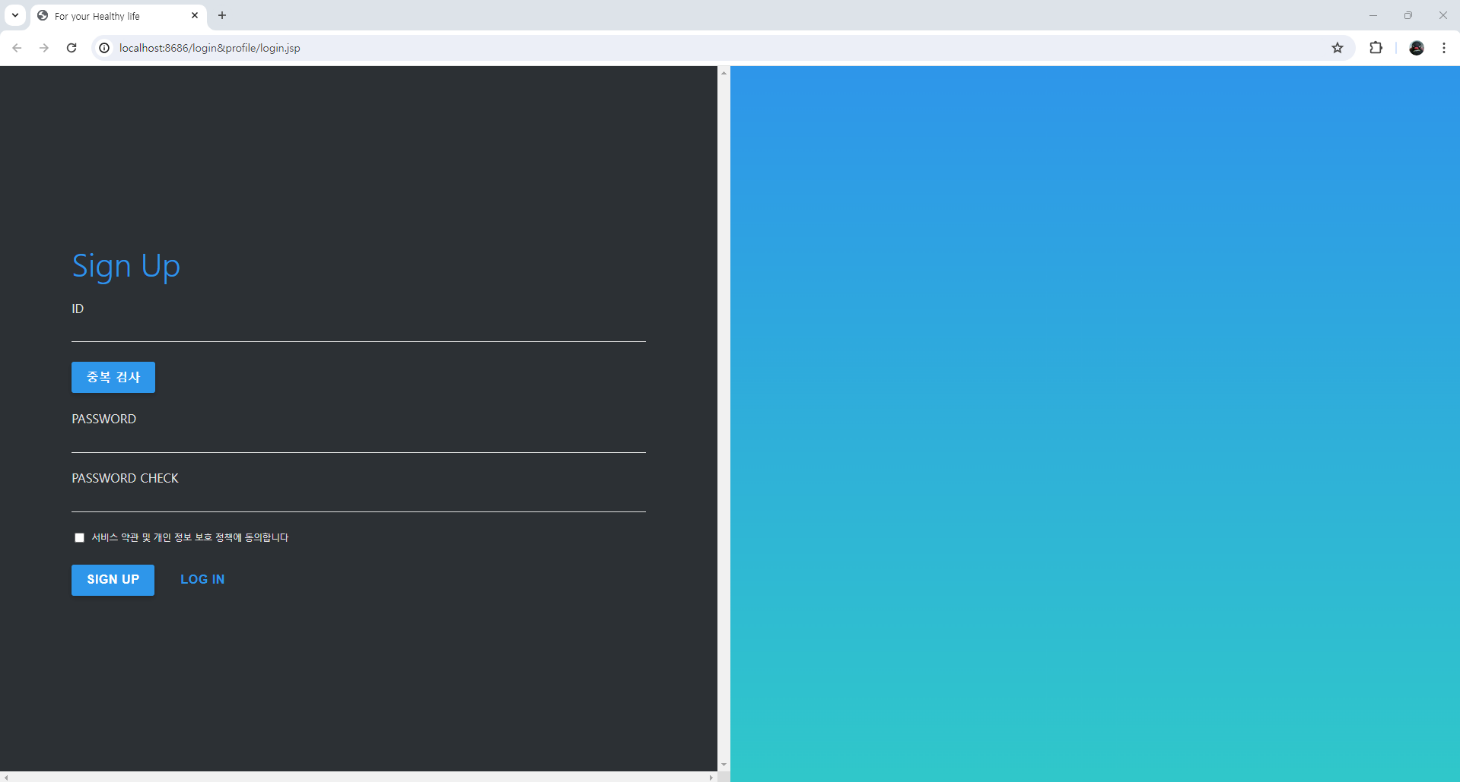 For your Healthy life
localhost:8686/login&profile/login.jsp
Sign Up
ID
중복 검사
PASSWORD
PASSWORD CHECK
서비스 약관 및 개인 정보 보호 정책에 동의합니다
SIGN UP LOG IN